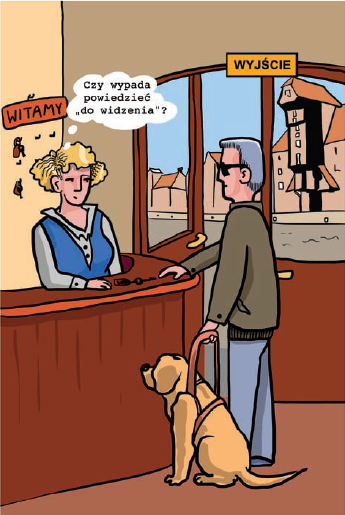 WYJŚCIE
WITAMY
Czy wypada
powiedzieć
„do widzenia"?